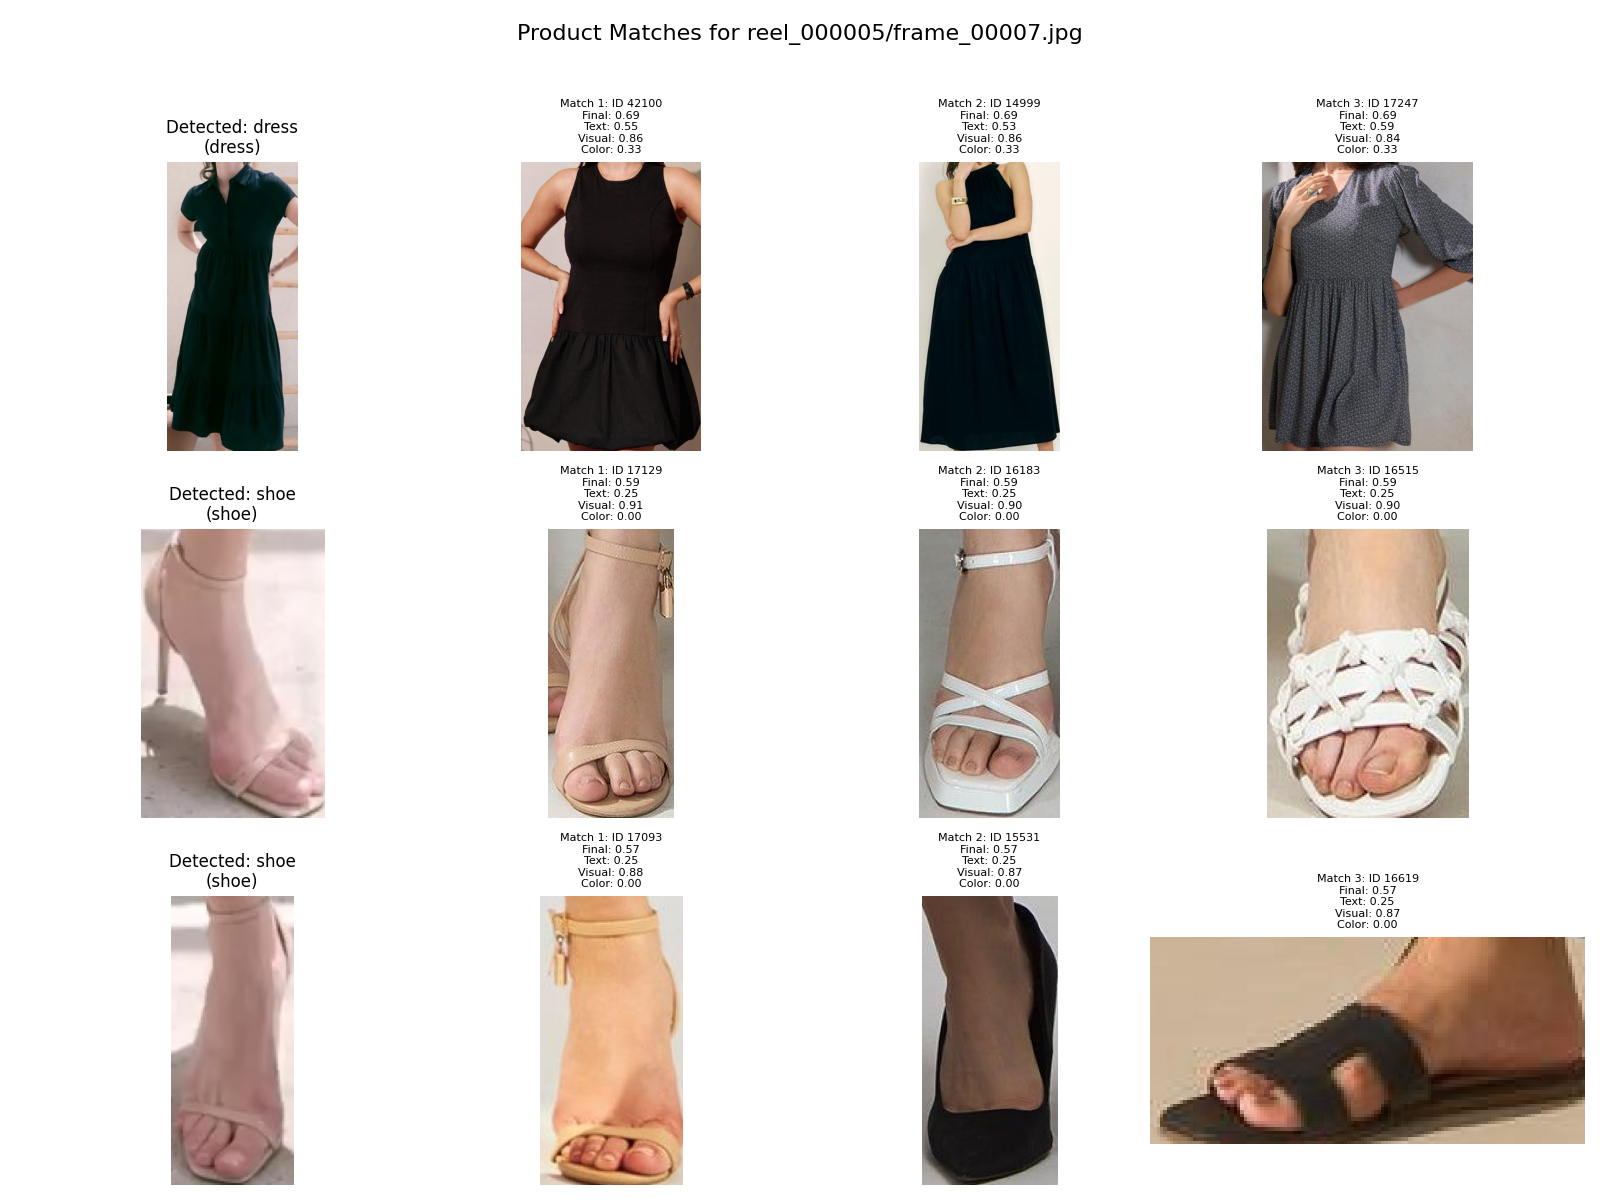 Product Matches for reel_000005/frame_00007.jpg
Detected: dress
(dress)
Match 1: ID 42100
Final: 0.69
Text: 0.55
Visual: 0.86
Color: 0.33
Match 2: ID 14999
Final: 0.69
Text: 0.53
Visual: 0.86
Color: 0.33
Match 3: ID 17247
Final: 0.69
Text: 0.59
Visual: 0.84
Color: 0.33
Detected: shoe
(shoe)
Match 1: ID 17129
Final: 0.59
Text: 0.25
Visual: 0.91
Color: 0.00
Match 2: ID 16183
Final: 0.59
Text: 0.25
Visual: 0.90
Color: 0.00
Match 3: ID 16515
Final: 0.59
Text: 0.25
Visual: 0.90
Color: 0.00
Detected: shoe
(shoe)
Match 1: ID 17093
Final: 0.57
Text: 0.25
Visual: 0.88
Color: 0.00
Match 2: ID 15531
Final: 0.57
Text: 0.25
Visual: 0.87
Color: 0.00
Match 3: ID 16619
Final: 0.57
Text: 0.25
Visual: 0.87
Color: 0.00